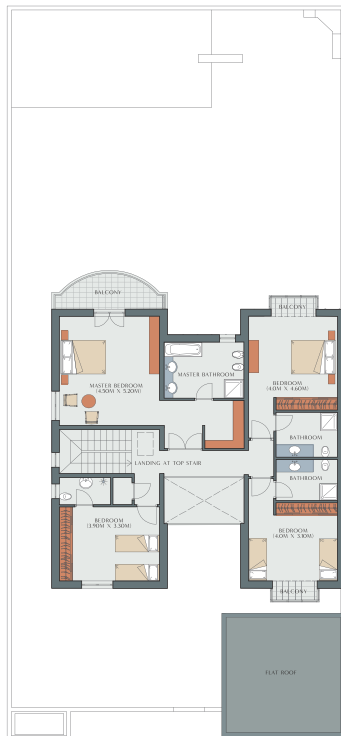 BALCONY
BALCONY
MASTER BEDROOM
(4.50M X 5.20M)
MASTER BATHROOM
BEDROOM
(4.0M X 4.60M)
BATHROOM
LANDING AT TOP STAIR
BATHROOM
BEDROOM
(3.90M X 3.30M)
BEDROOM
(4.0M X 3.10M)
BALCONY
FLAT ROOF